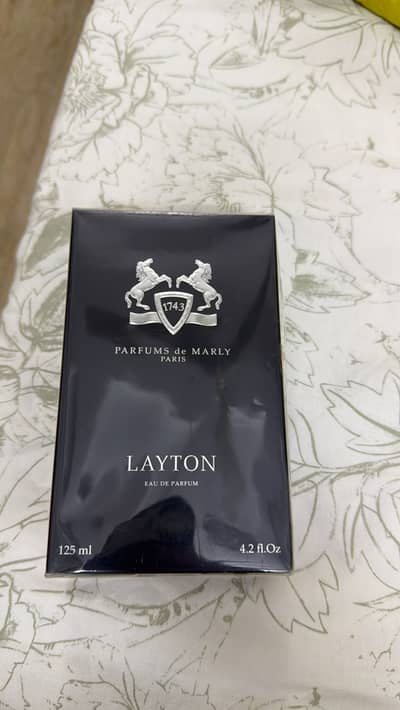 1743
PARFUMS de MARLY
PARIS
LAYTON
EAU DE PARFUM
125 ml 4.2 fl.Oz